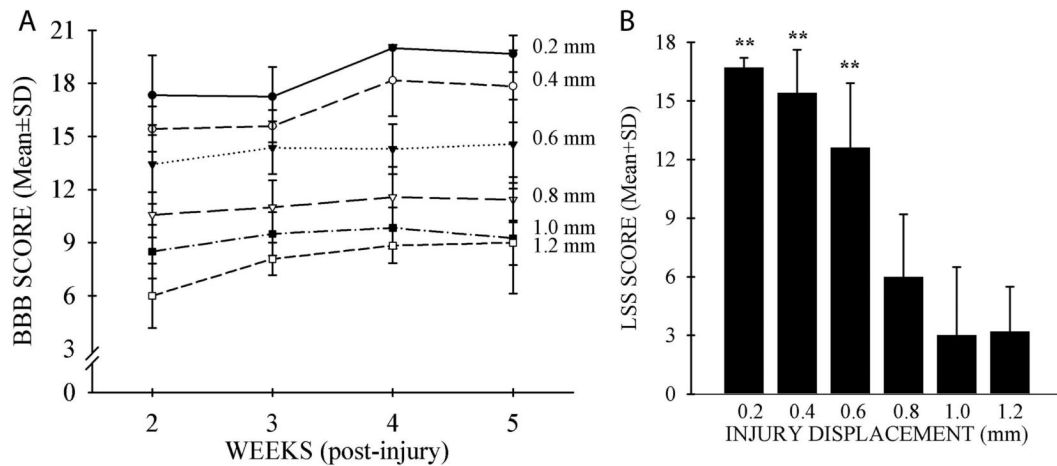 A
BBB SCORE (Mean±SD)
21
18
15
12
9
6
3
0
0.2 mm
0.4 mm
0.6 mm
0.8 mm
1.0 mm
1.2 mm
2 3 4 5
WEEKS (post-injury)
B
LSS SCORE (Mean+SD)
18
15
12
9
6
3
0
** ** **
0.2 0.4 0.6 0.8 1.0 1.2
INJURY DISPLACEMENT (mm)